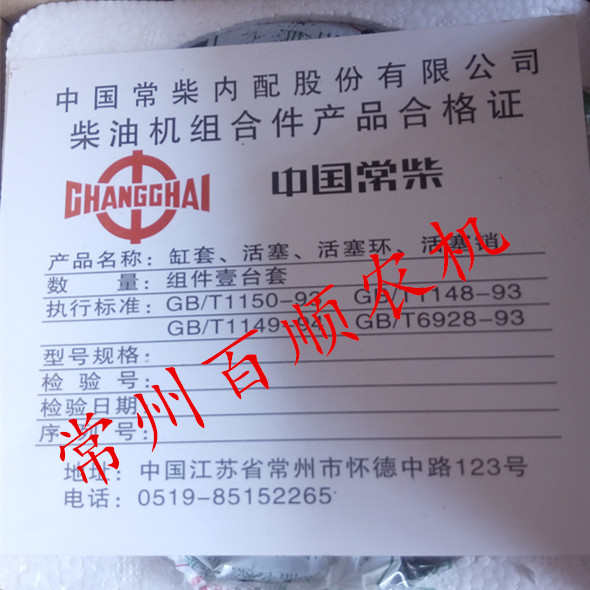 中国常柴内配股份有限公司
柴油机组合件产品合格证
CHANGCHAI
中国常柴
产品名称：缸套、活塞、活塞环、活塞销
数 量：组件壹台套
执行标准：GB/T1150-93 GB/T1148-93
GB/T1149-94 GB/T6928-93
型号规格：
检 验 号：
检验日期
序 列 号：
地址：中国江苏省常州市怀德中路123号
电话：0519-85152265
常州百顺农机